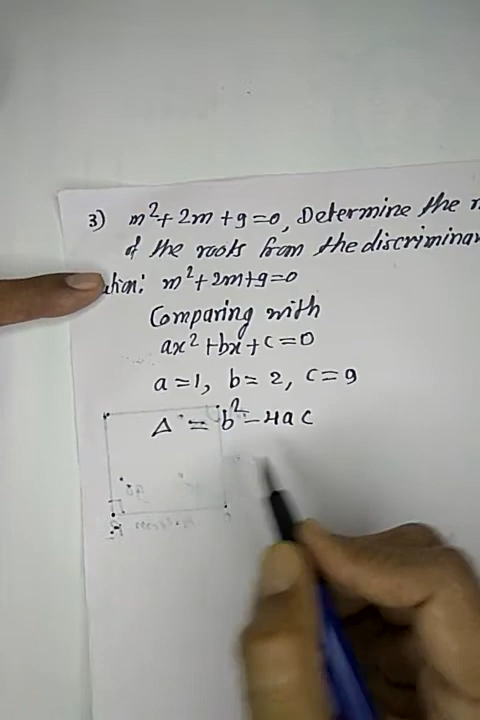 3) m²+2m+9=0, Determine the
of the roots from the discriminan
ution: m²+2m+9=0
Comparing with
ax²+bx+c=0
a=1, b=2, c=9
Δ = b²-4ac